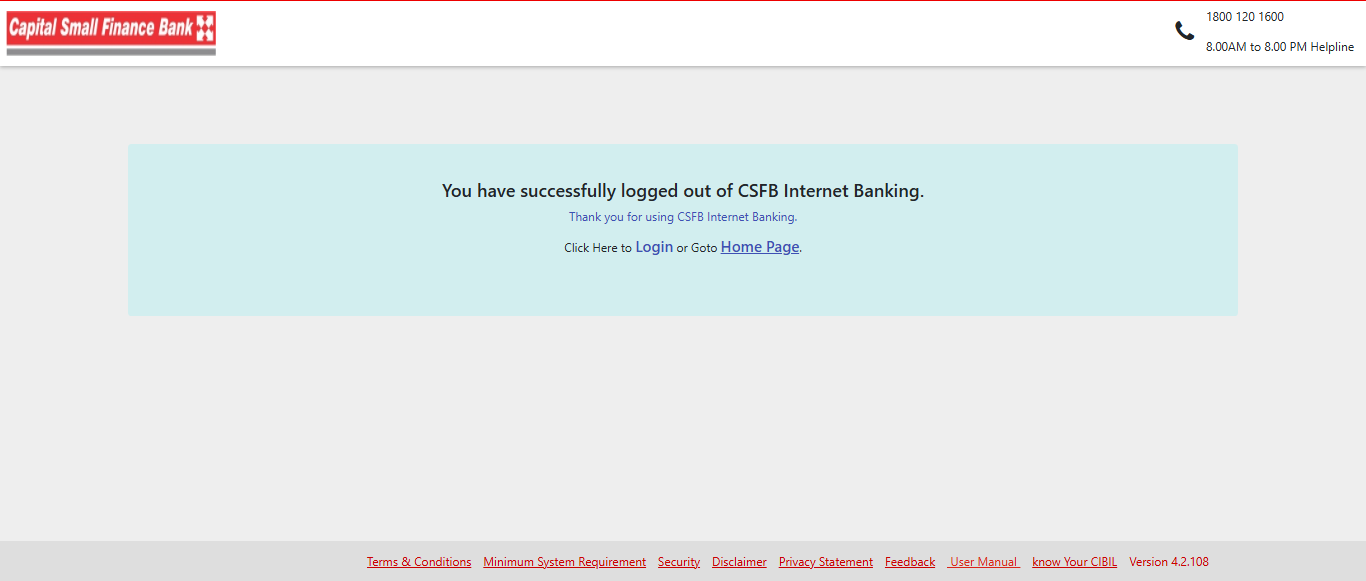 Capital Small Finance Bank
1800 120 1600
8.00AM to 8.00 PM Helpline
You have successfully logged out of CSFB Internet Banking.
Thank you for using CSFB Internet Banking.
Click Here to Login or Goto Home Page.
Terms & Conditions Minimum System Requirement Security Disclaimer Privacy Statement Feedback User Manual know Your CIBIL Version 4.2.108